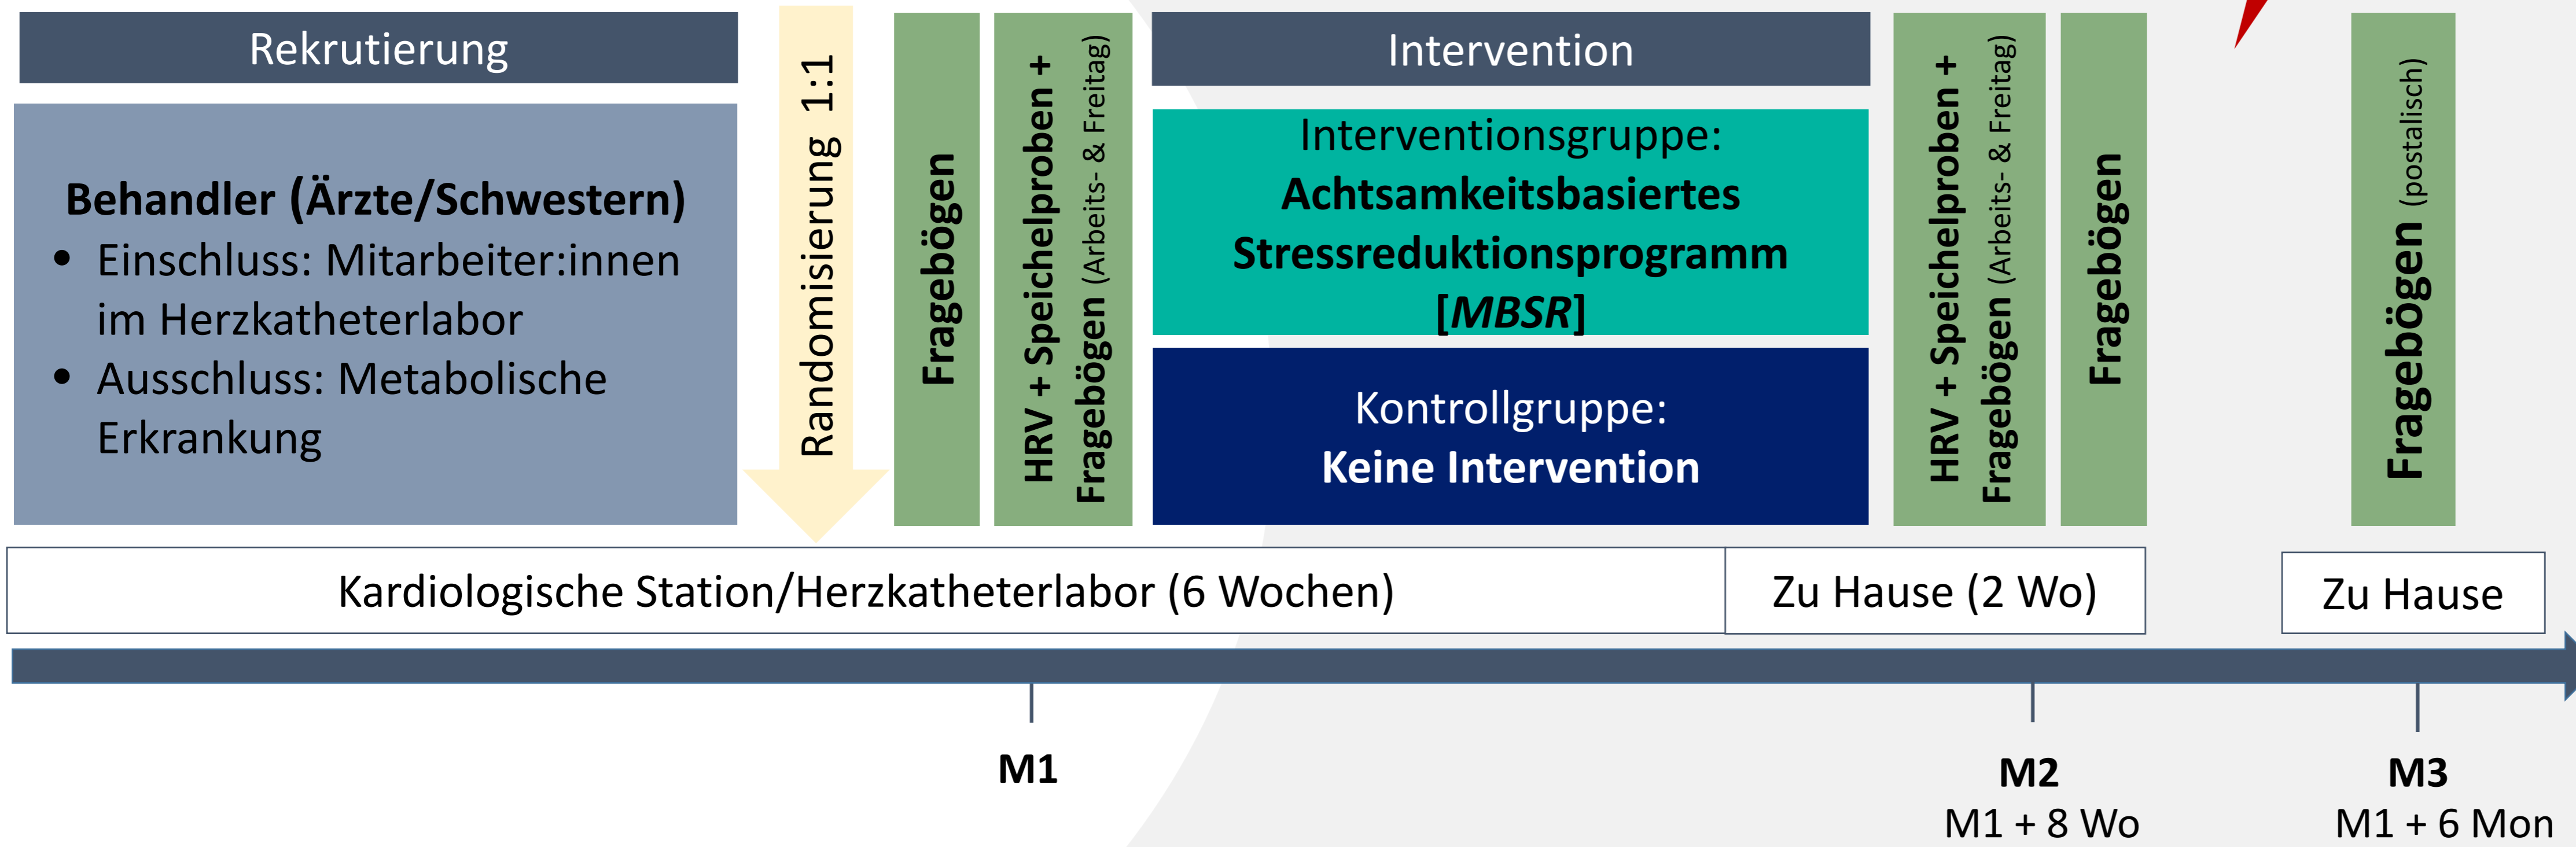 Rekrutierung
Behandler (Ärzte/Schwestern)
• Einschluss: Mitarbeiter:innen
im Herzkatheterlabor
• Ausschluss: Metabolische
Erkrankung
Randomisierung 1:1
Fragebögen
HRV + Speichelproben +
Fragebögen (Arbeits- & Freitag)
Intervention
Interventionsgruppe:
Achtsamkeitsbasiertes
Stressreduktionsprogramm
[MBSR]
Kontrollgruppe:
Keine Intervention
HRV + Speichelproben +
Fragebögen (Arbeits- & Freitag)
Fragebögen
Fragebögen (postalisch)
Kardiologische Station/Herzkatheterlabor (6 Wochen)
Zu Hause (2 Wo)
Zu Hause
M1
M2
M1 + 8 Wo
M3
M1 + 6 Mon